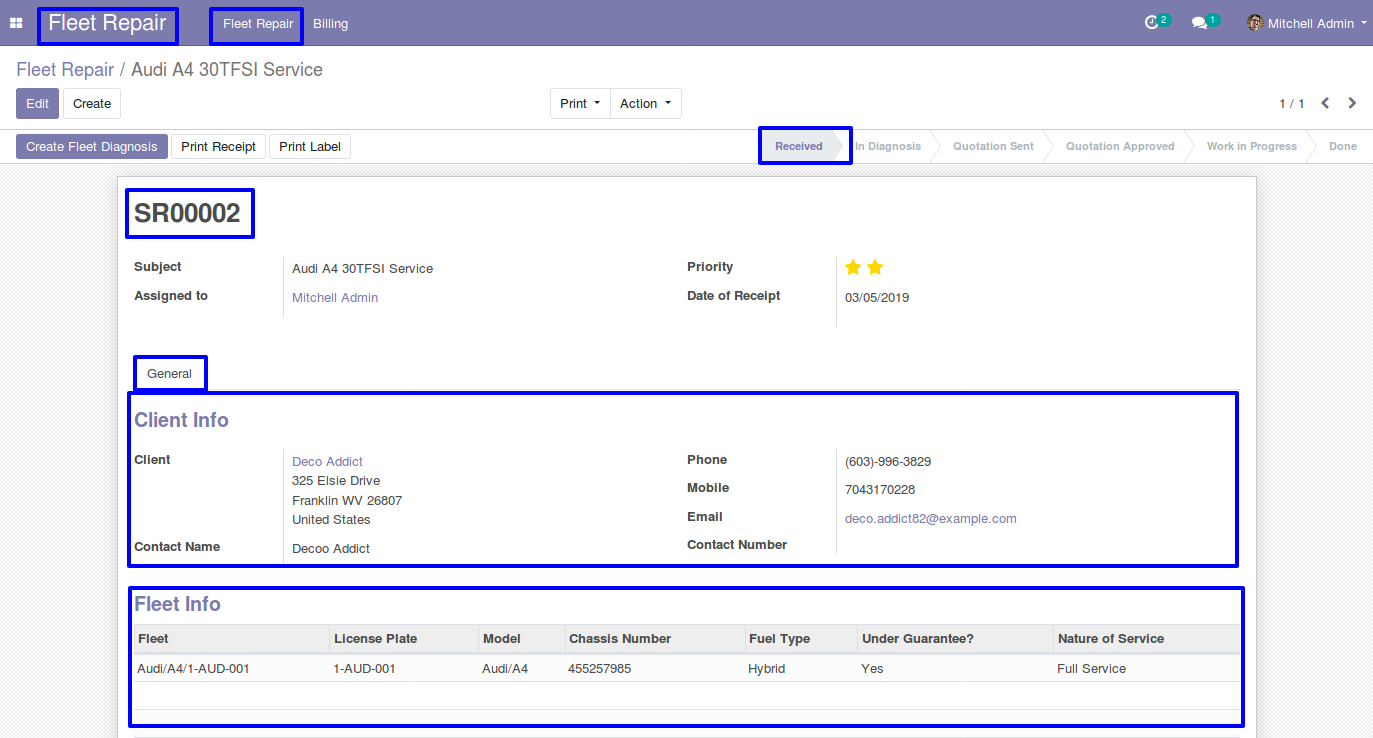 Fleet Repair Fleet Repair Billing 2 1 Mitchell Admin
Fleet Repair / Audi A4 30TFSI Service
Edit Create Print Action 1 / 1
Create Fleet Diagnosis Print Receipt Print Label Received In Diagnosis Quotation Sent Quotation Approved Work in Progress Done
SR00002
Subject Audi A4 30TFSI Service Priority
Assigned to Mitchell Admin Date of Receipt 03/05/2019
General
Client Info
Client Deco Addict Phone (603)-996-3829
325 Elsie Drive
Franklin WV 26807 Mobile 7043170228
United States Email deco.addict82@example.com
Contact Name Decoo Addict Contact Number
Fleet Info
Fleet License Plate Model Chassis Number Fuel Type Under Guarantee? Nature of Service
Audi/A4/1-AUD-001 1-AUD-001 Audi/A4 455257985 Hybrid Yes Full Service